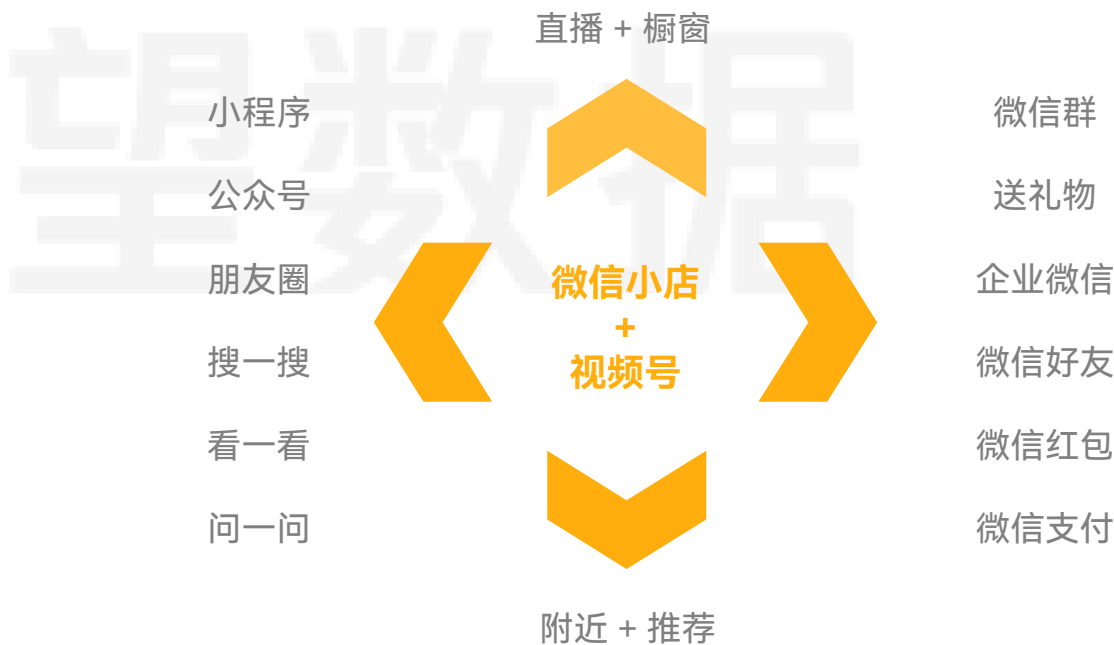 直播 + 橱窗
小程序
公众号
朋友圈
搜一搜
看一看
问一问
微信小店
+
视频号
微信群
送礼物
企业微信
微信好友
微信红包
微信支付
附近 + 推荐
望数据